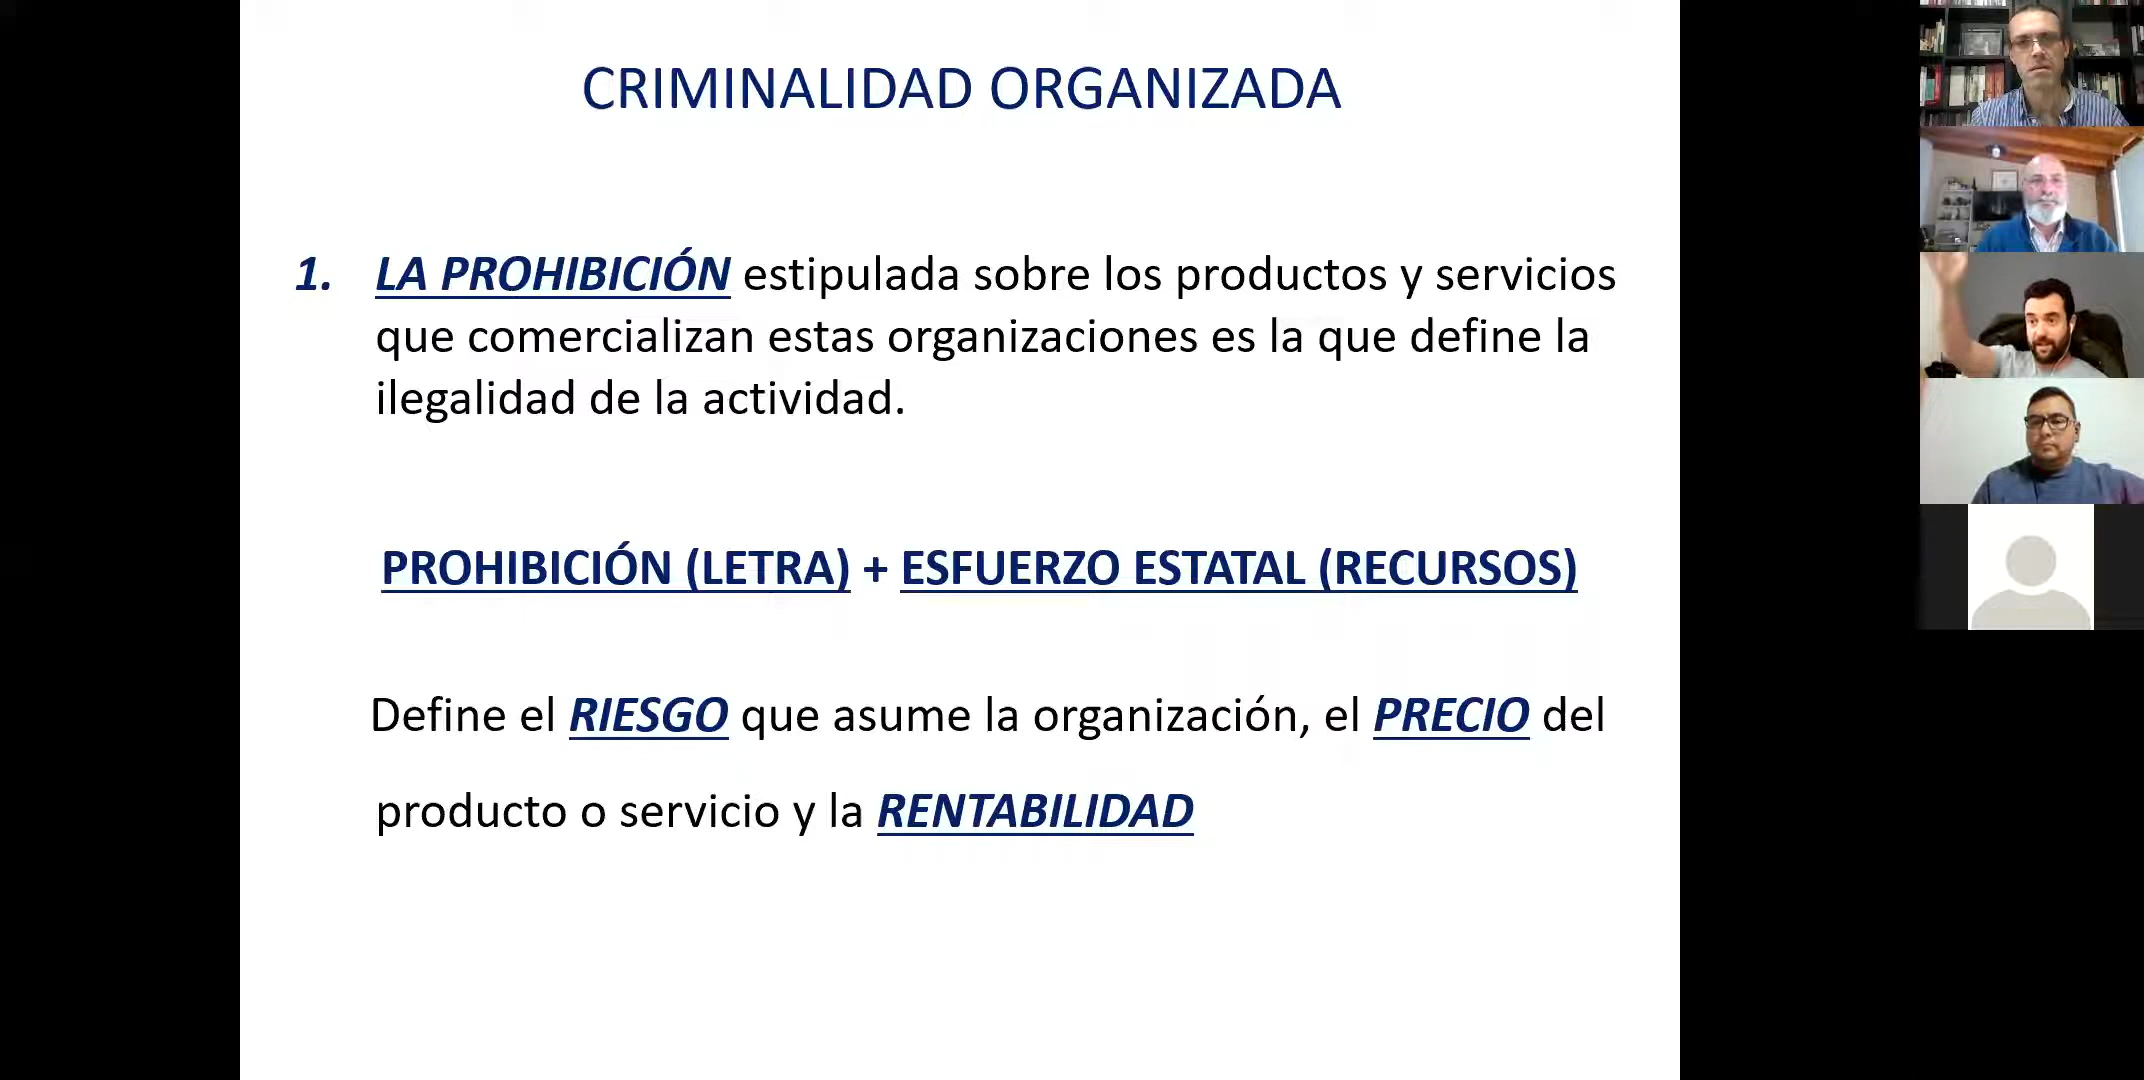 CRIMINALIDAD ORGANIZADA
1. LA PROHIBICIÓN estipulada sobre los productos y servicios
que comercializan estas organizaciones es la que define la
ilegalidad de la actividad.
PROHIBICIÓN (LETRA) + ESFUERZO ESTATAL (RECURSOS)
Define el RIESGO que asume la organización, el PRECIO del
producto o servicio y la RENTABILIDAD